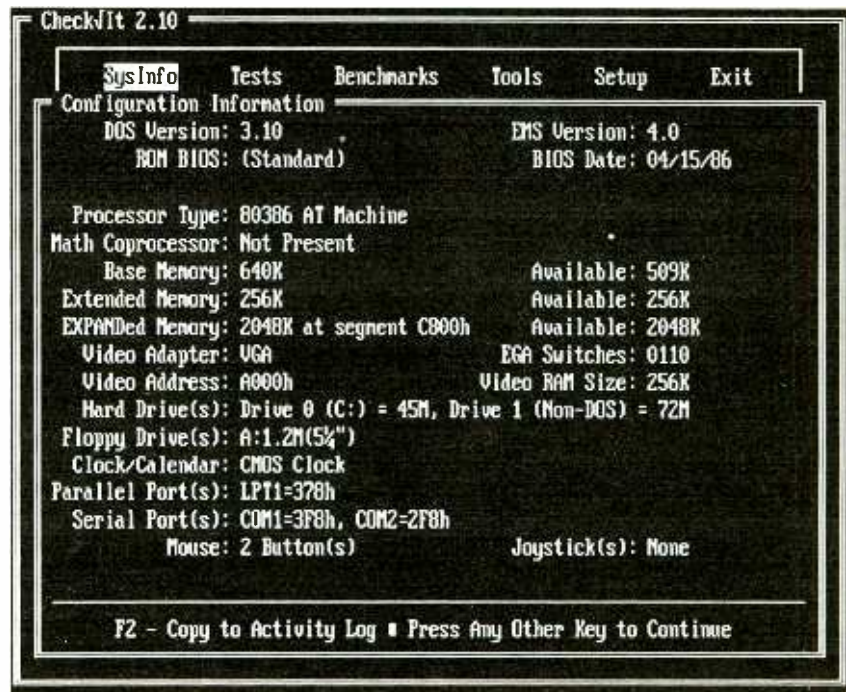 Check√It 2.10
SysInfo Tests Benchmarks Tools Setup Exit
Configuration Information
DOS Version: 3.10 EMS Version: 4.0
ROM BIOS: (Standard) BIOS Date: 04/15/86
Processor Type: 80386 AT Machine
Math Coprocessor: Not Present
Base Memory: 640K Available: 509K
Extended Memory: 256K Available: 256K
EXPANDed Memory: 2048K at segment C800h Available: 2048K
Video Adapter: VGA EGA Switches: 0110
Video Address: A000h Video RAM Size: 256K
Hard Drive(s): Drive 0 (C:) = 45M, Drive 1 (Non-DOS) = 72M
Floppy Drive(s): A:1.2M(5¼")
Clock/Calendar: CMOS Clock
Parallel Port(s): LPT1=378h
Serial Port(s): COM1=3F8h, COM2=2F8h
Mouse: 2 Button(s) Joystick(s): None
F2 - Copy to Activity Log ▪ Press Any Other Key to Continue